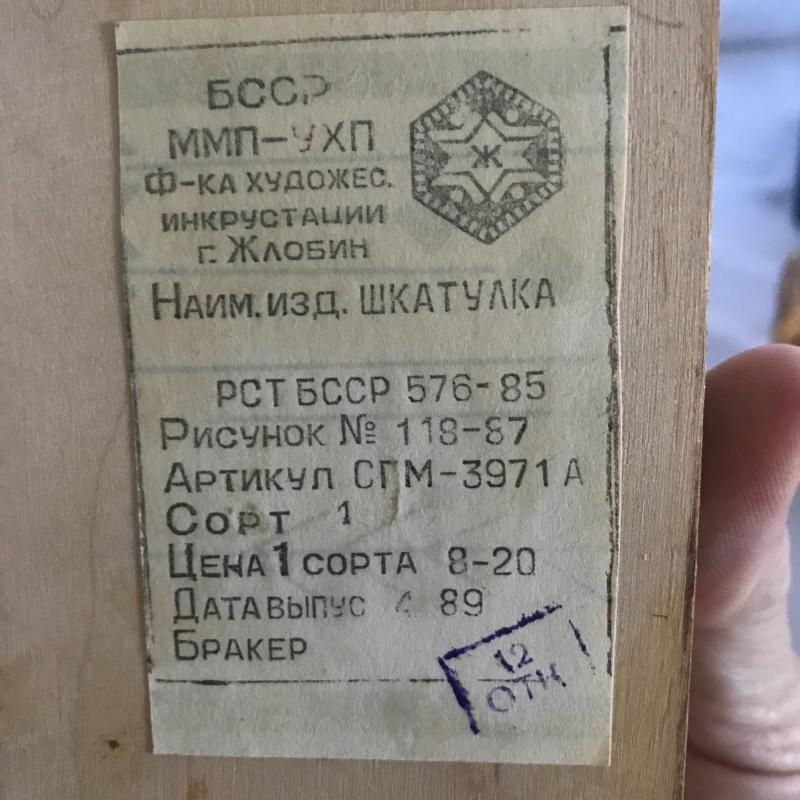 БССР
ММП-УХП
Ж
Ф-КА ХУДОЖЕС.
ИНКРУСТАЦИИ
г. ЖЛОБИН
НАИМ. ИЗД. ШКАТУЛКА
РСТ БССР 576-85
РИСУНОК № 118-87
АРТИКУЛ СГМ-3971 А
СОРТ 1
ЦЕНА 1 СОРТА 8-20
ДАТА ВЫПУС 89
БРАКЕР
12
ОТК